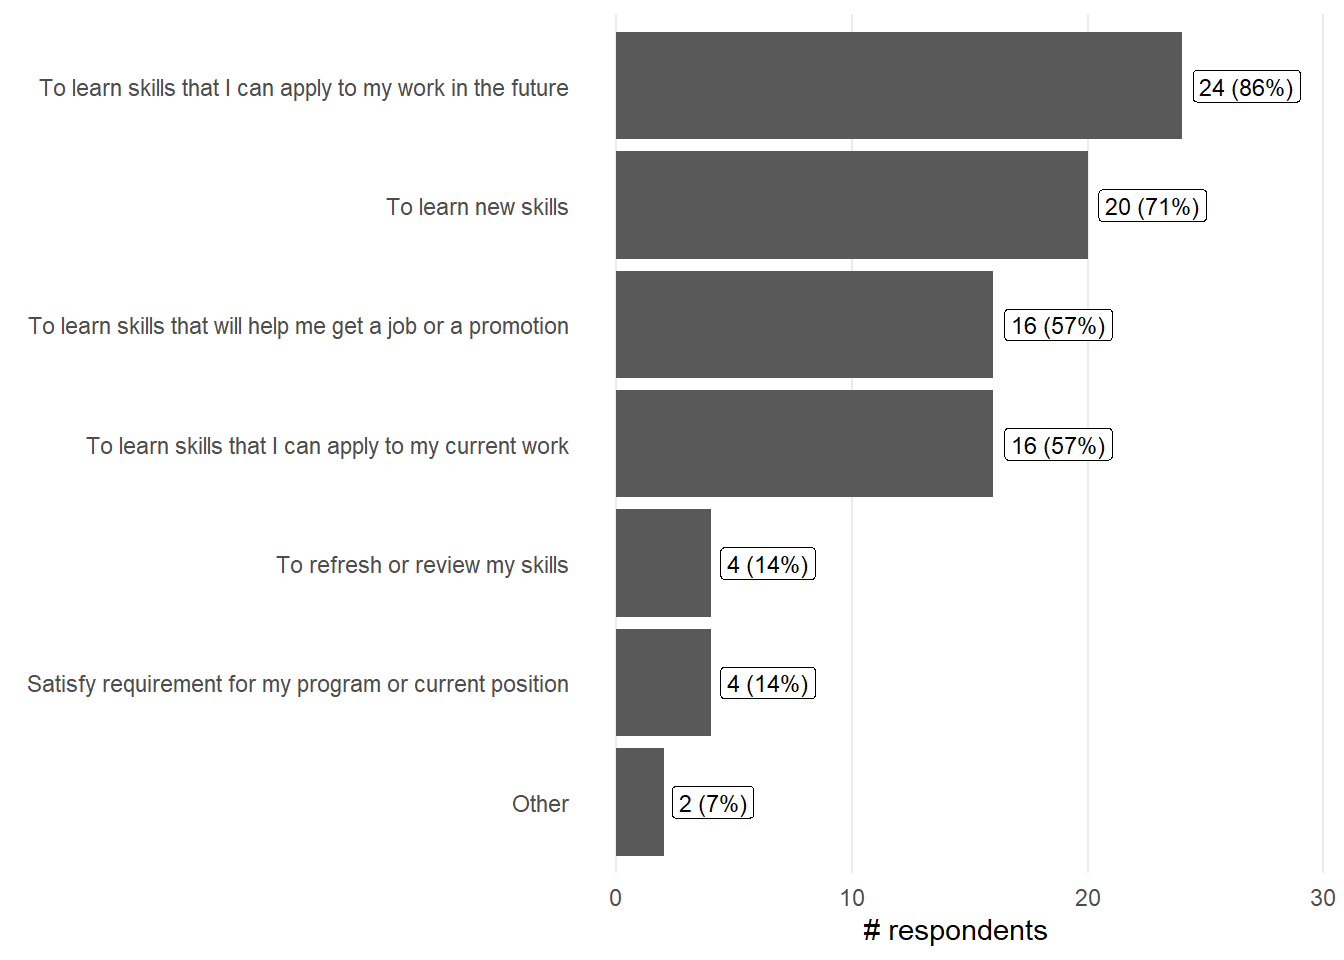 To learn skills that I can apply to my work in the future 24 (86%)
To learn new skills 20 (71%)
To learn skills that will help me get a job or a promotion 16 (57%)
To learn skills that I can apply to my current work 16 (57%)
To refresh or review my skills 4 (14%)
Satisfy requirement for my program or current position 4 (14%)
Other 2 (7%)
0 10 20 30
# respondents